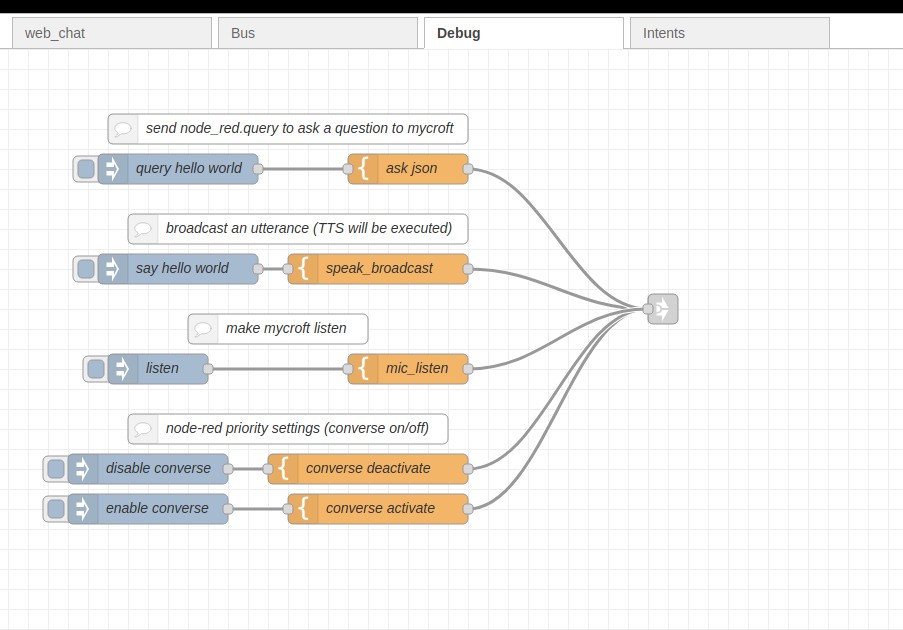 web_chat
Bus
Debug
Intents
send node_red.query to ask a question to mycroft
query hello world
ask json
broadcast an utterance (TTS will be executed)
say hello world
speak_broadcast
make mycroft listen
listen
mic_listen
node-red priority settings (converse on/off)
disable converse
converse deactivate
enable converse
converse activate